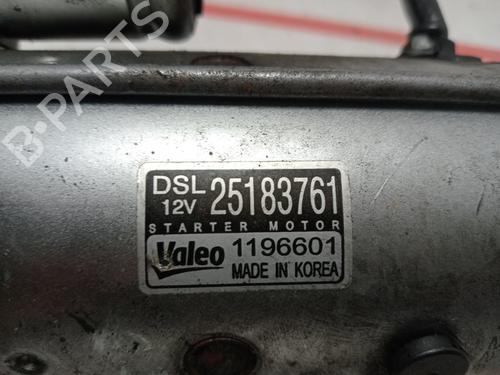 B-PARTS
DSL 12V 25183761
STARTER MOTOR
Valeo 1196601
MADE IN KOREA